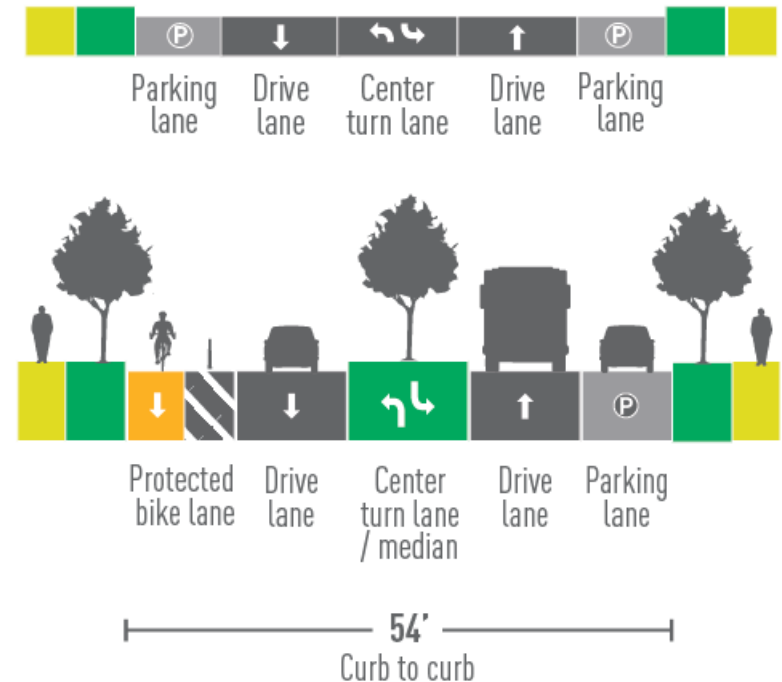 P P
Parking Drive Center Drive Parking
lane lane turn lane lane lane
P
Protected Drive Center Drive Parking
bike lane lane turn lane lane lane
/ median
54'
Curb to curb